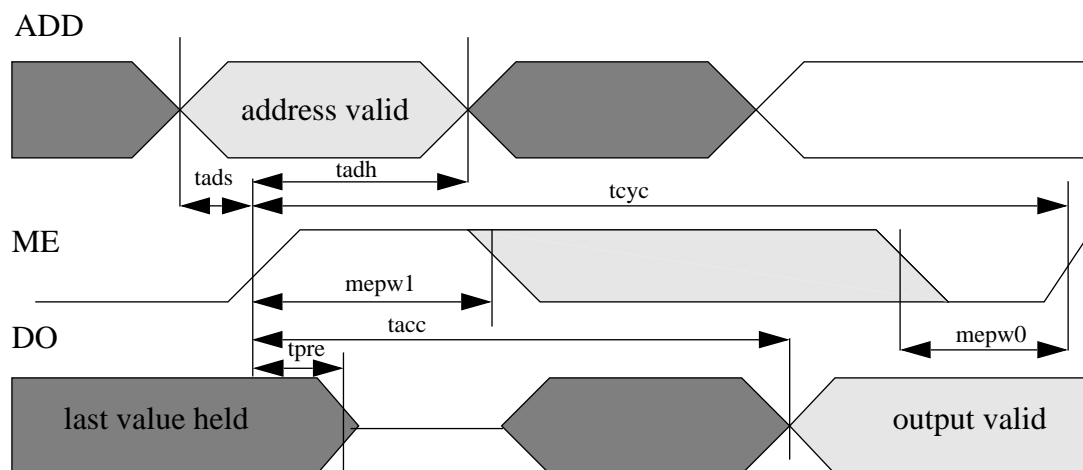 ADD
address valid
tads
tadh
tcyc
ME
mepw1
tacc
mepw0
DO
tpre
last value held
output valid